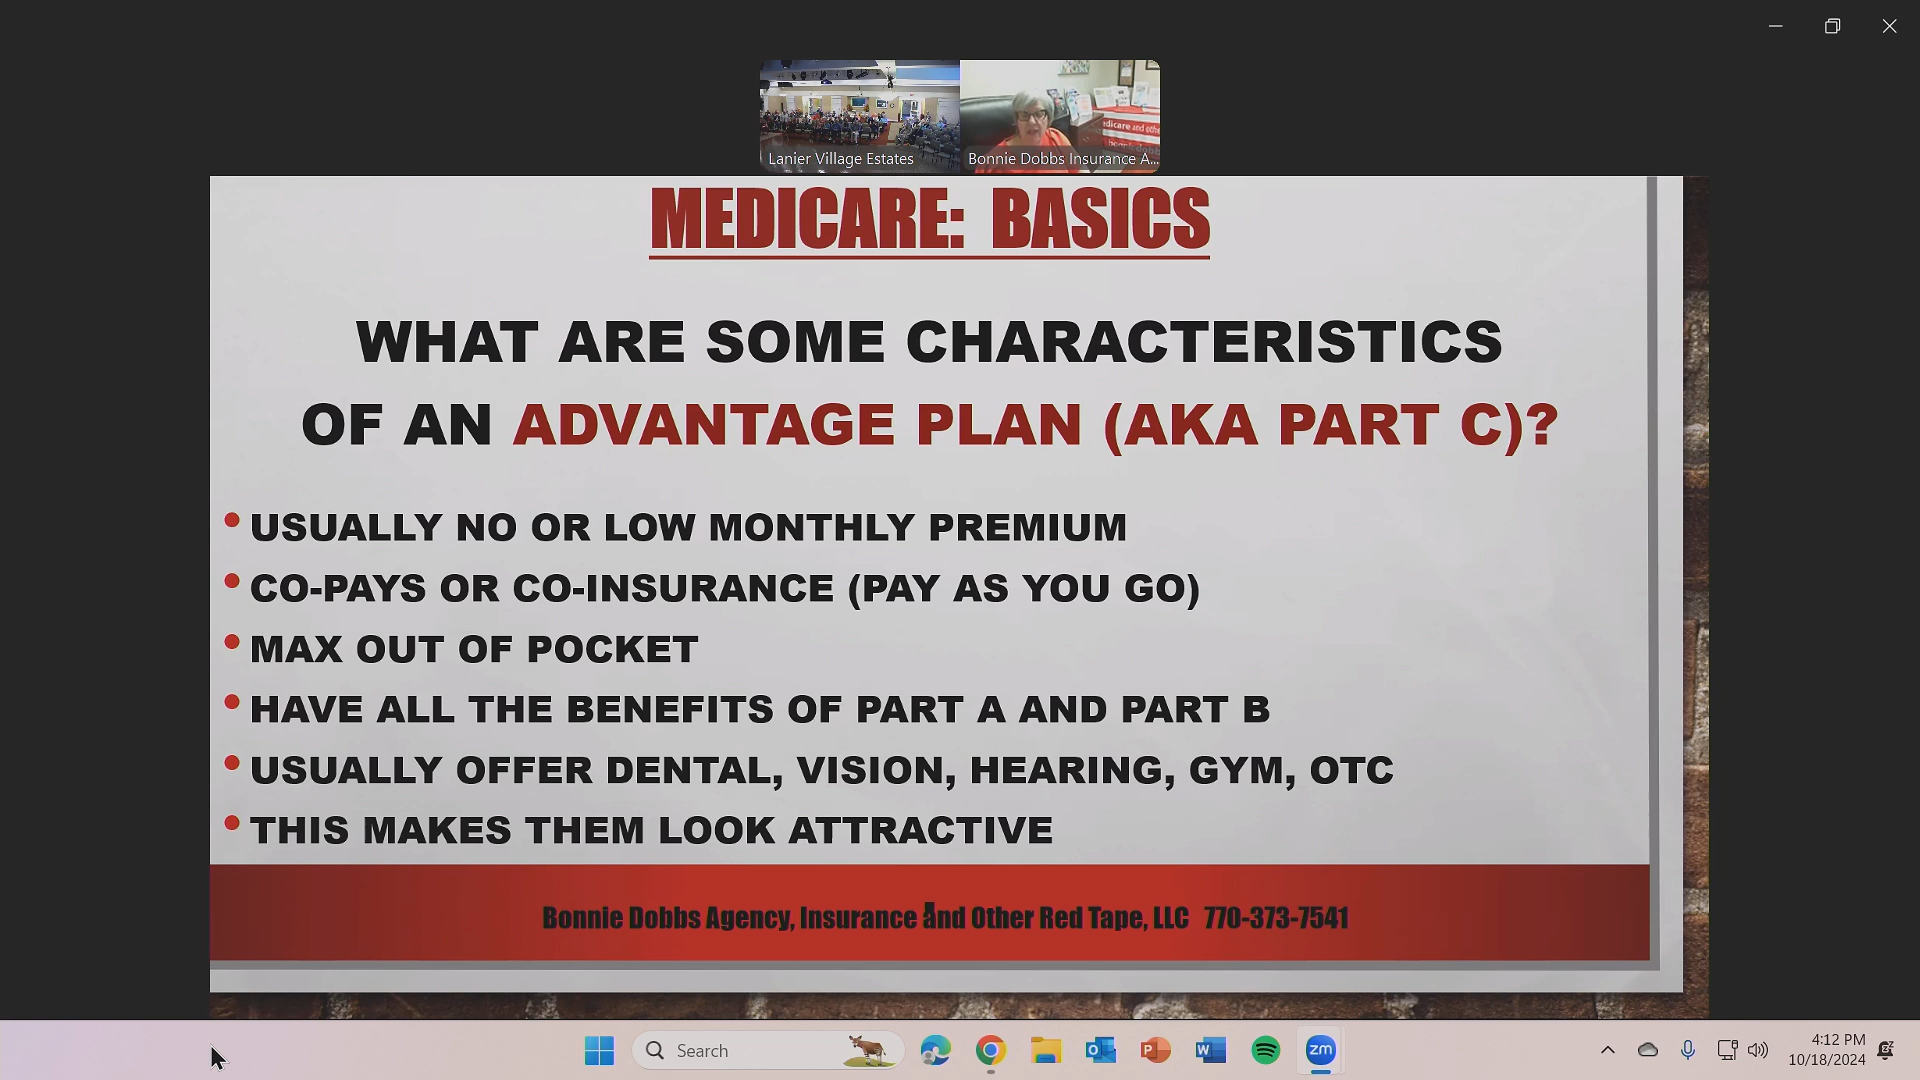 Lanier Village Estates
Bonnie Dobbs Insurance A...
MEDICARE: BASICS
WHAT ARE SOME CHARACTERISTICS
OF AN ADVANTAGE PLAN (AKA PART C)?
• USUALLY NO OR LOW MONTHLY PREMIUM
• CO-PAYS OR CO-INSURANCE (PAY AS YOU GO)
• MAX OUT OF POCKET
• HAVE ALL THE BENEFITS OF PART A AND PART B
• USUALLY OFFER DENTAL, VISION, HEARING, GYM, OTC
• THIS MAKES THEM LOOK ATTRACTIVE
Bonnie Dobbs Agency, Insurance and Other Red Tape, LLC 770-373-7541
Search
zm
4:12 PM
10/18/2024